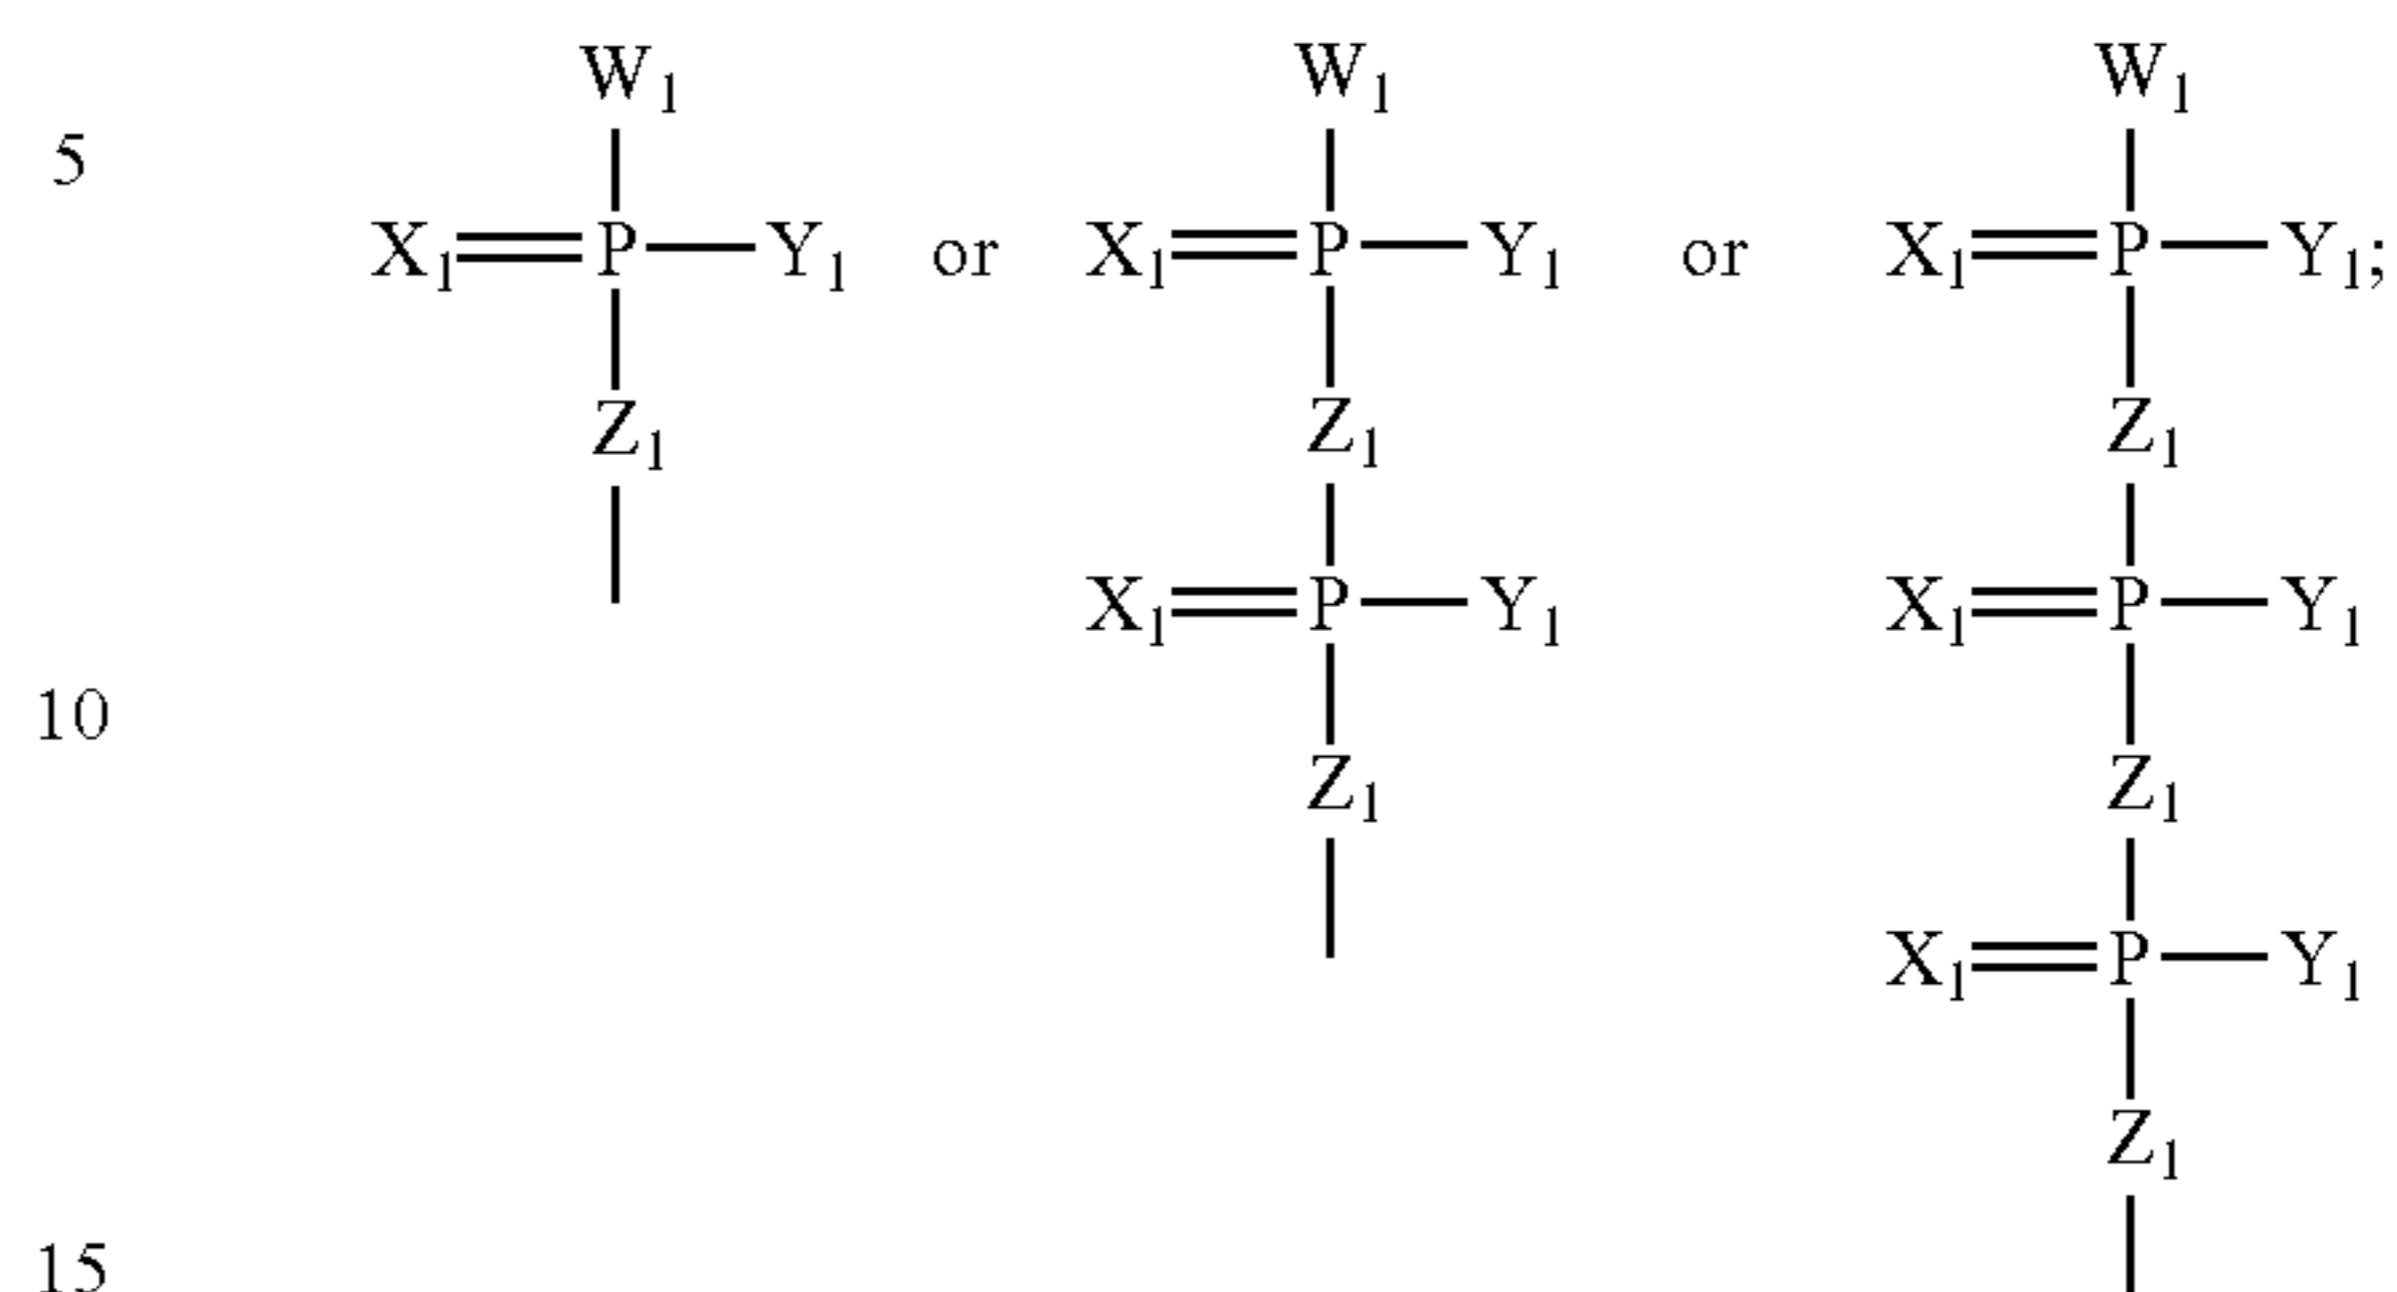 W1 W1 W1
5
X1=P—Y1 or X1=P—Y1 or X1=P—Y1;
Z1 Z1 Z1
X1=P—Y1 X1=P—Y1
10
Z1 Z1
X1=P—Y1
Z1
15